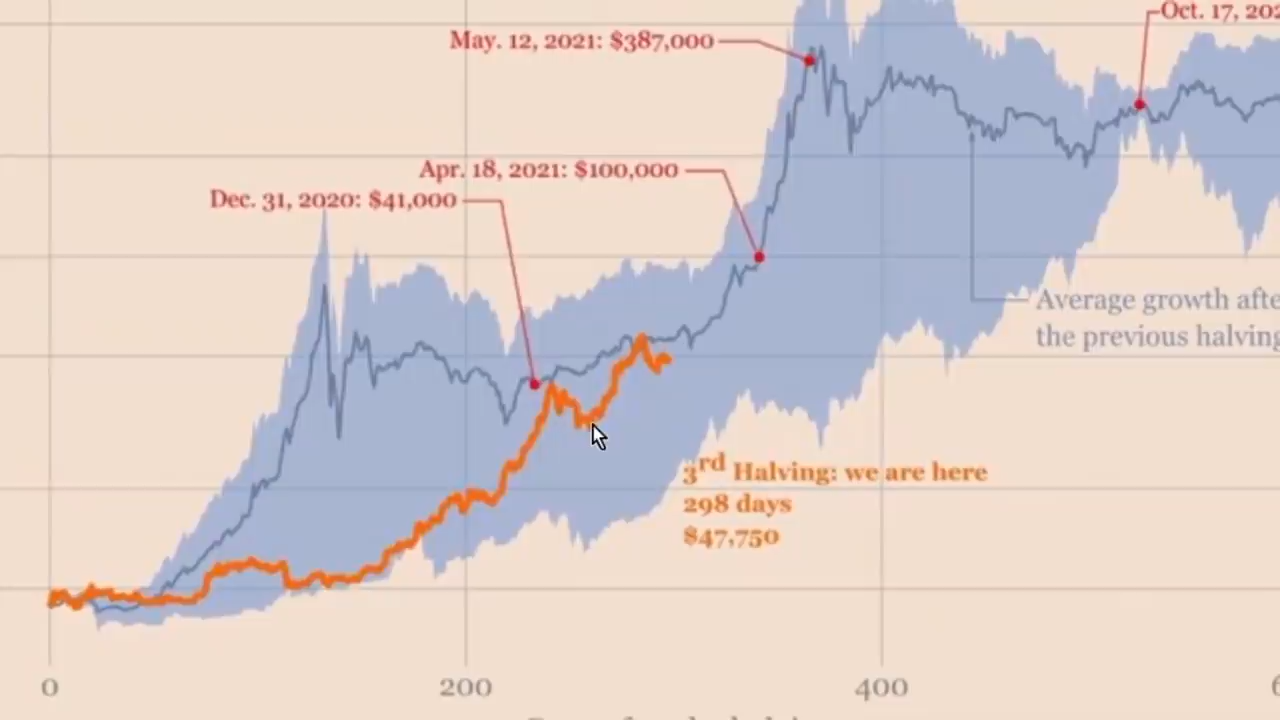 Oct. 17, 202
May. 12, 2021: $387,000
Apr. 18, 2021: $100,000
Dec. 31, 2020: $41,000
Average growth afte
the previous halving
3rd Halving: we are here
298 days
$47,750
0
200
400